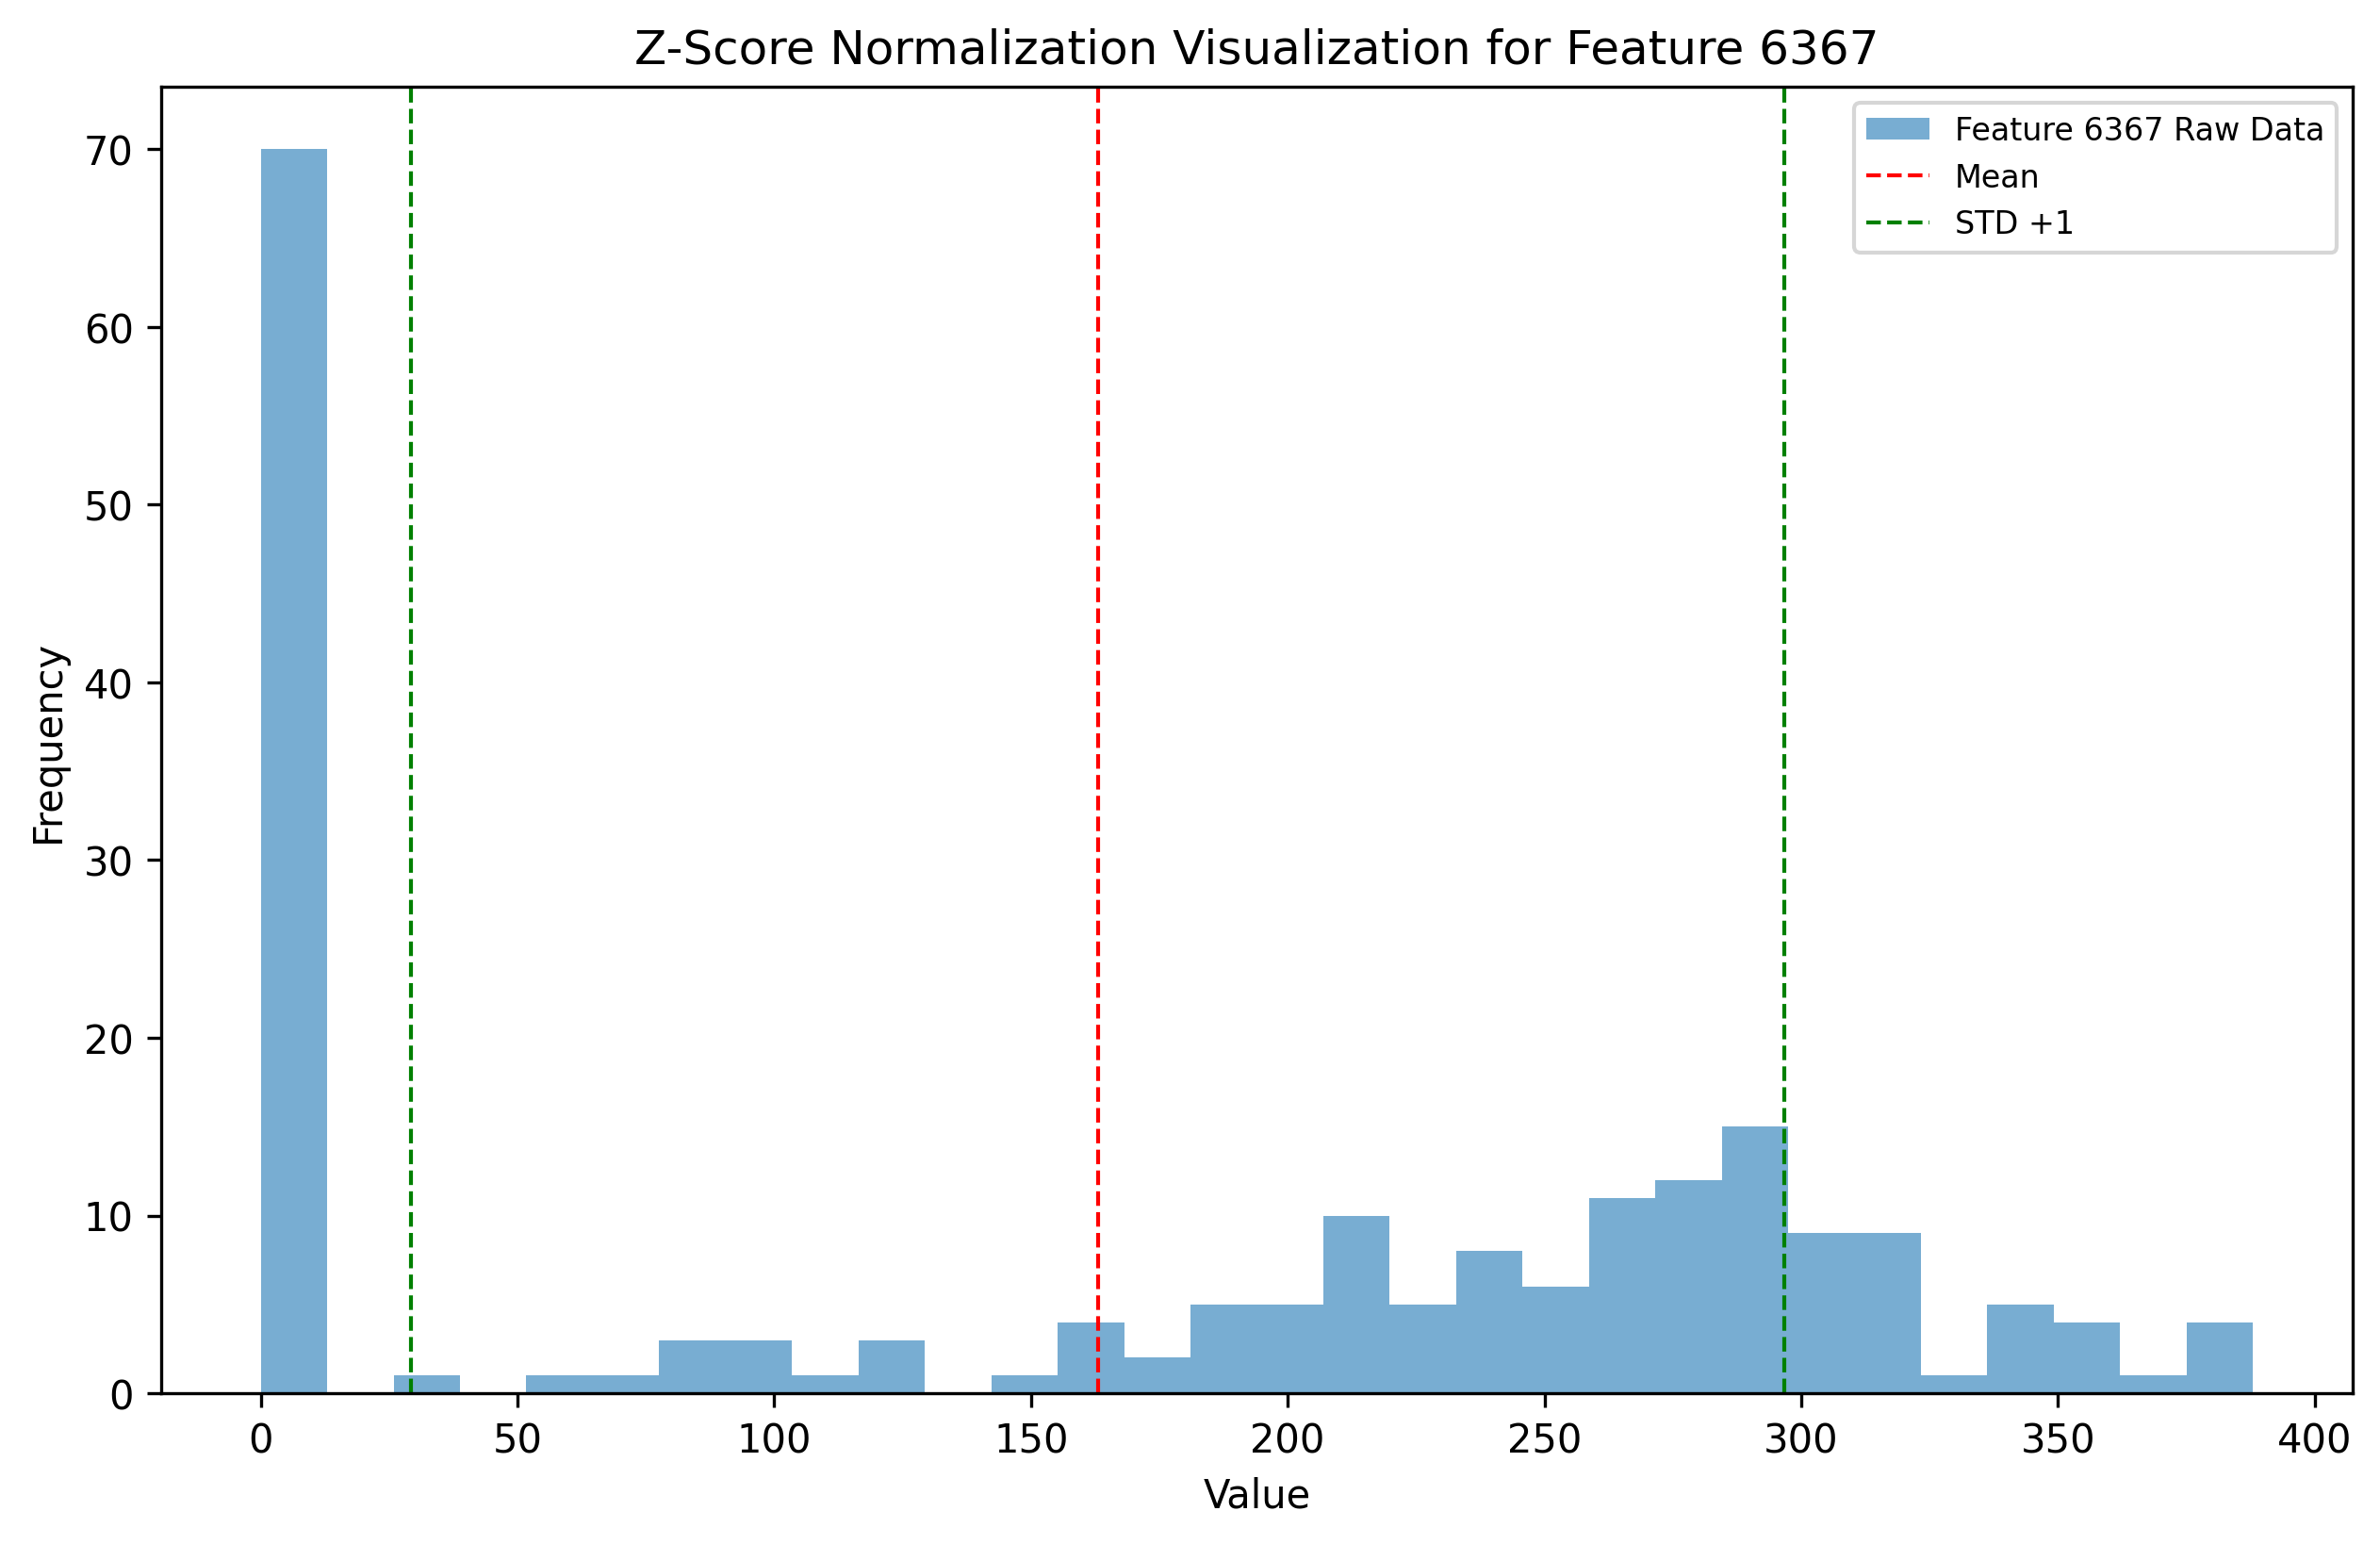 Z-Score Normalization Visualization for Feature 6367
Feature 6367 Raw Data
Mean
STD +1
70
60
50
40
30
20
10
0
Frequency
0 50 100 150 200 250 300 350 400
Value